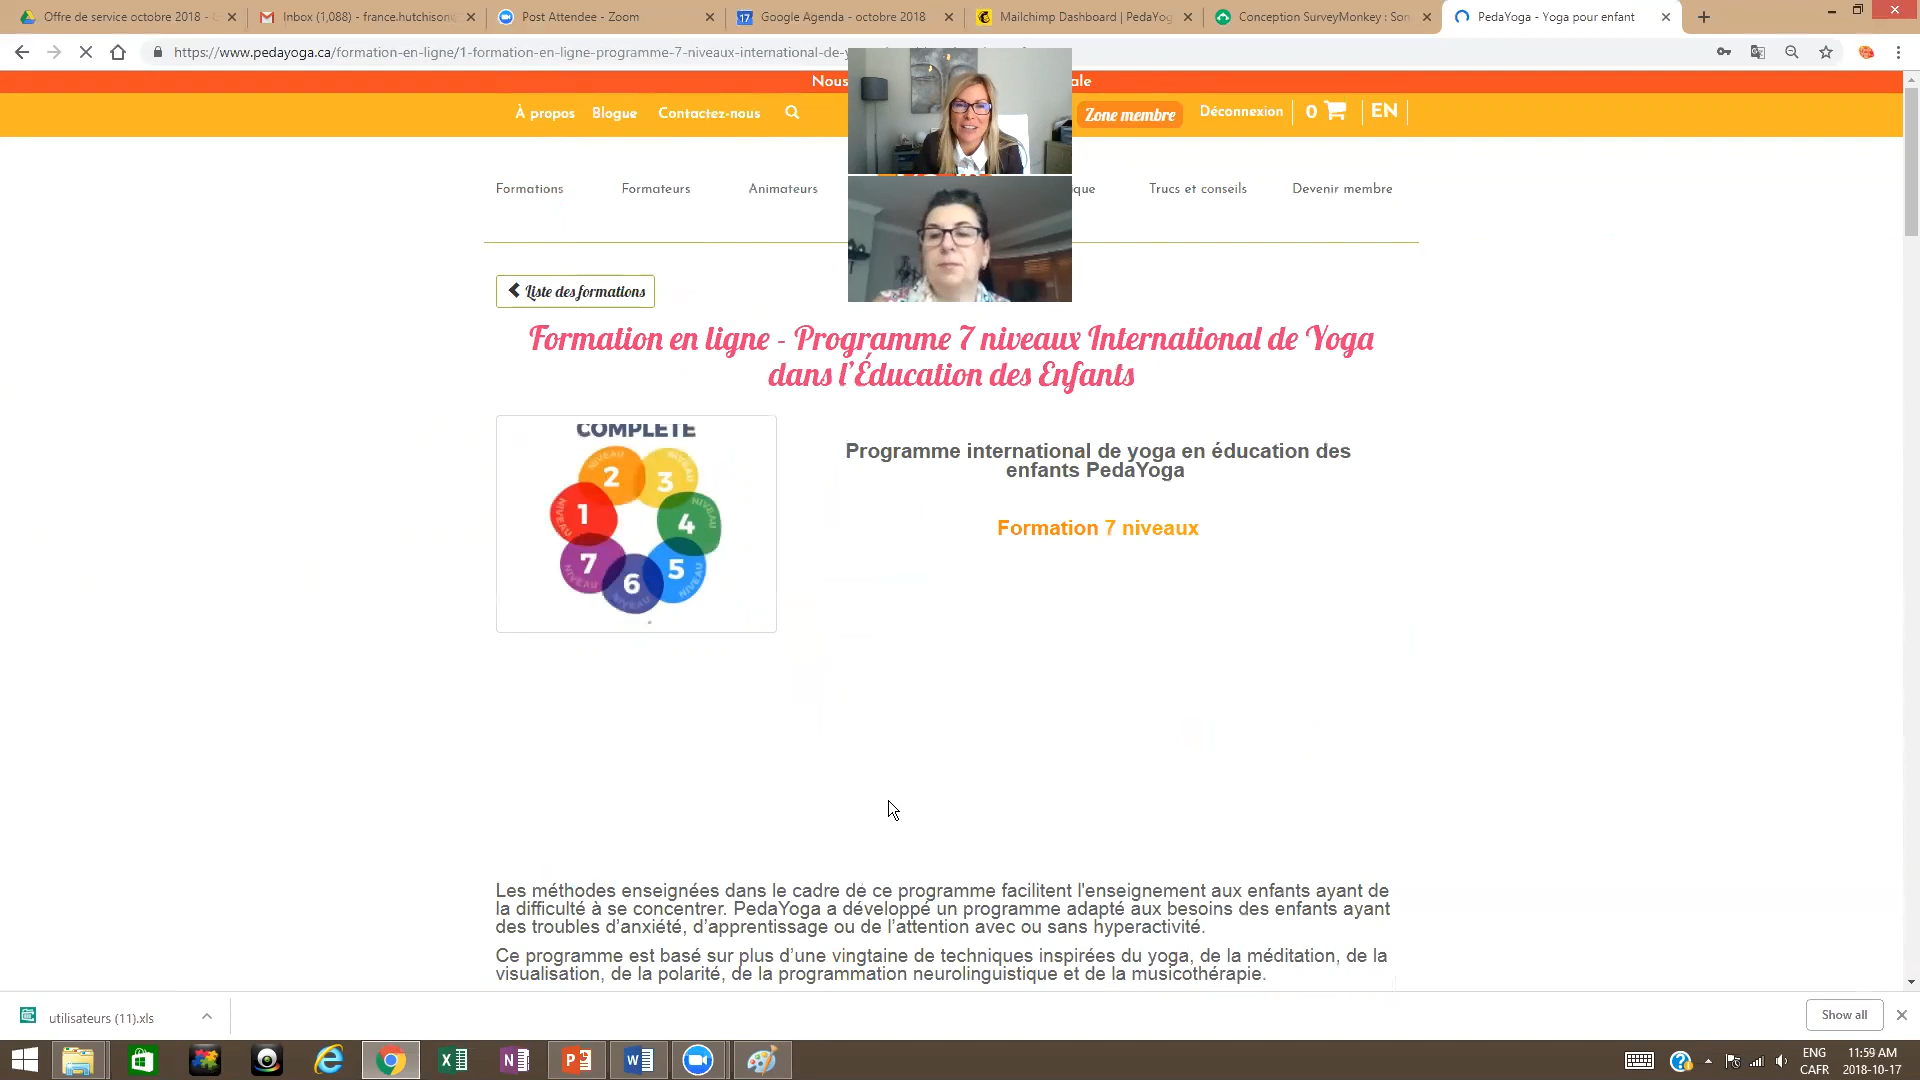 Offre de service octobre 2018 -
Inbox (1,088) - france.hutchison
Post Attendee - Zoom
Google Agenda - octobre 2018
Mailchimp Dashboard | PedaYog
Conception SurveyMonkey : Son
PedaYoga - Yoga pour enfant
https://www.pedayoga.ca/formation-en-ligne/1-formation-en-ligne-programme-7-niveaux-international-de-y
Nous
ale
À propos
Blogue
Contactez-nous
Zone membre
Déconnexion
0
EN
Formations
Formateurs
Animateurs
ique
Trucs et conseils
Devenir membre
Liste des formations
Formation en ligne - Programme 7 niveaux International de Yoga
dans l'Éducation des Enfants
COMPLETE
NIVEAU 1
NIVEAU 2
NIVEAU 3
NIVEAU 4
NIVEAU 5
NIVEAU 6
NIVEAU 7
Programme international de yoga en éducation des
enfants PedaYoga
Formation 7 niveaux
Les méthodes enseignées dans le cadre de ce programme facilitent l'enseignement aux enfants ayant de
la difficulté à se concentrer. PedaYoga a développé un programme adapté aux besoins des enfants ayant
des troubles d'anxiété, d'apprentissage ou de l'attention avec ou sans hyperactivité.
Ce programme est basé sur plus d'une vingtaine de techniques inspirées du yoga, de la méditation, de la
visualisation, de la polarité, de la programmation neurolinguistique et de la musicothérapie.
utilisateurs (11).xls
Show all
ENG
CAFR
11:59 AM
2018-10-17